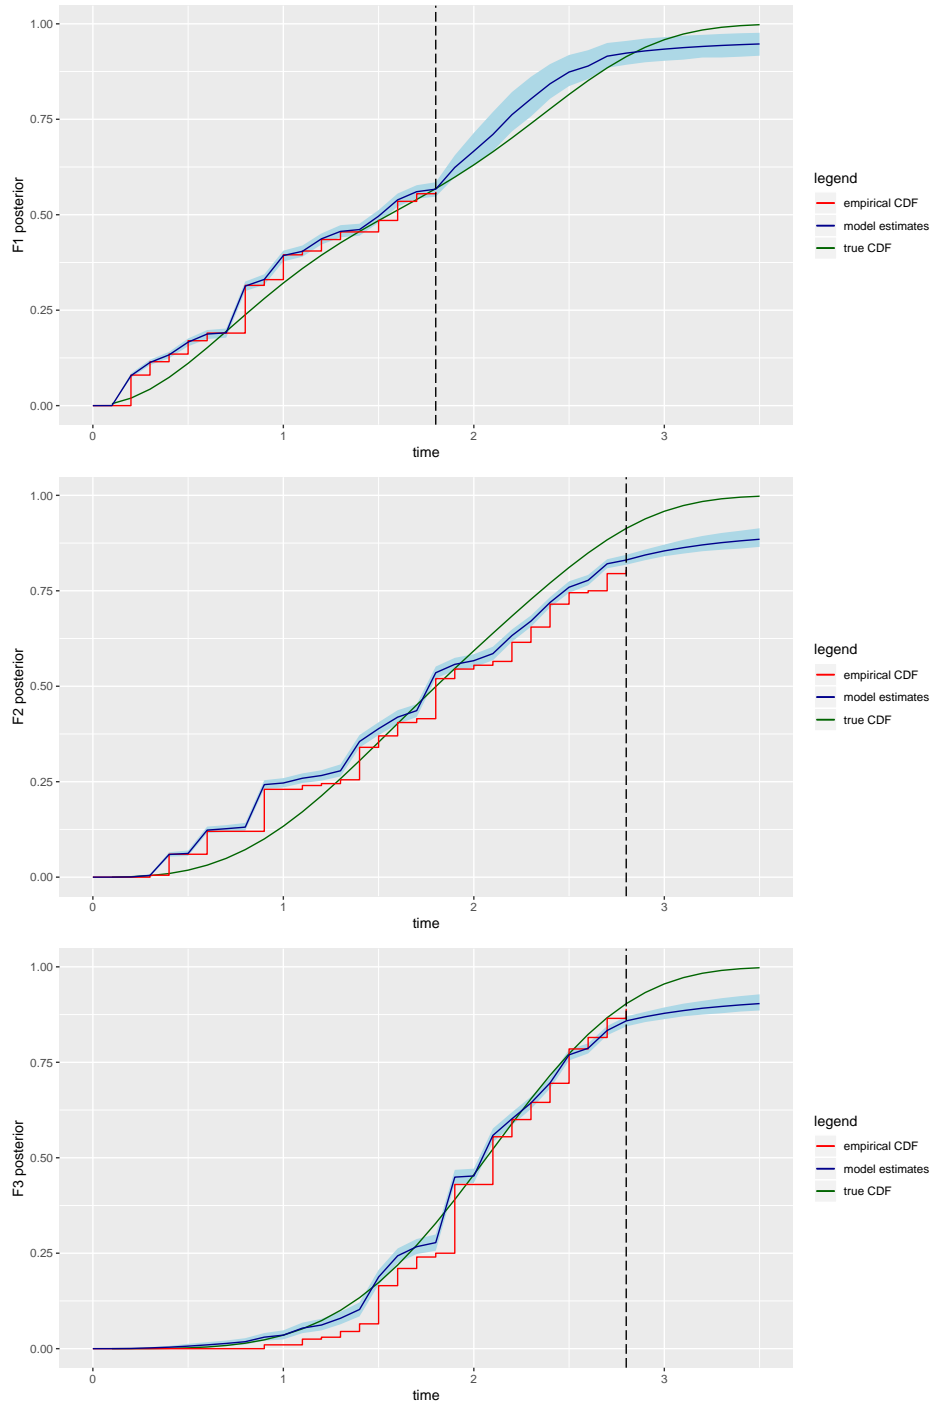 1.00
0.75
0.50
0.25
0.00
F1 posterior
0
1
2
3
time
legend
empirical CDF
model estimates
true CDF
1.00
0.75
0.50
0.25
0.00
F2 posterior
0
1
2
3
time
legend
empirical CDF
model estimates
true CDF
1.00
0.75
0.50
0.25
0.00
F3 posterior
0
1
2
3
time
legend
empirical CDF
model estimates
true CDF